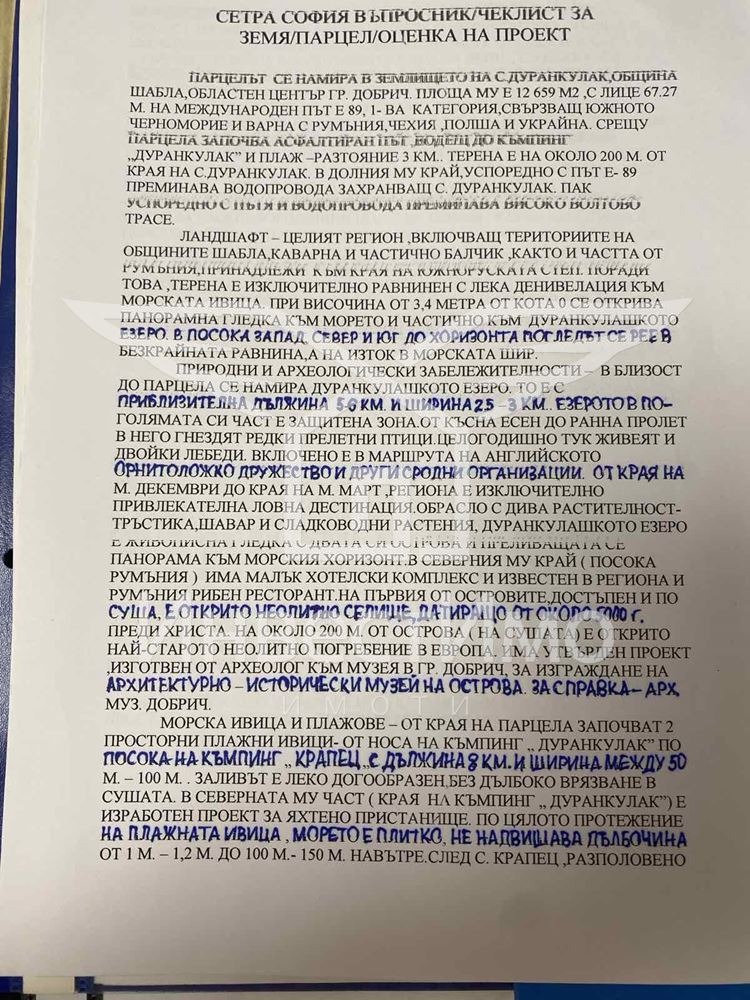 СЕТРА СОФИЯ ВЪПРОСНИК/ЧЕКЛИСТ ЗА
ЗЕМЯ/ПАРЦЕЛ/ОЦЕНКА НА ПРОЕКТ
ПАРЦЕЛЪТ СЕ НАМИРА В ЗЕМЛИЩЕТО НА С.ДУРАНКУЛАК,ОБЩИНА
ШАБЛА,ОБЛАСТЕН ЦЕНТЪР ГР. ДОБРИЧ. ПЛОЩА МУ Е 12 659 М2 ,С ЛИЦЕ 67.27
М. НА МЕЖДУНАРОДЕН ПЪТ Е 89, 1- ВА КАТЕГОРИЯ,СВЪРЗВАЩ ЮЖНОТО
ЧЕРНОМОРИЕ И ВАРНА С РУМЪНИЯ,ЧЕХИЯ ,ПОЛША И УКРАЙНА. СРЕЩУ
ПАРЦЕЛА ЗАПОЧВА АСФАЛТИРАН ПЪТ ,ВОДЕЩ ДО КЪМПИНГ
„ДУРАНКУЛАК” И ПЛАЖ –РАЗТОЯНИЕ 3 КМ.. ТЕРЕНА Е НА ОКОЛО 200 М. ОТ
КРАЯ НА С.ДУРАНКУЛАК. В ДОЛНИЯ МУ КРАЙ,УСПОРЕДНО С ПЪТ Е- 89
ПРЕМИНАВА ВОДОПРОВОДА ЗАХРАНВАЩ С. ДУРАНКУЛАК. ПАК
УСПОРЕДНО С ПЪТЯ И ВОДОПРОВОДА ПРЕМИНАВА ВИСОКО ВОЛТОВО
ТРАСЕ.
ЛАНДШАФТ – ЦЕЛИЯТ РЕГИОН ,ВКЛЮЧВАЩ ТЕРИТОРИИТЕ НА
ОБЩИНИТЕ ШАБЛА,КАВАРНА И ЧАСТИЧНО БАЛЧИК ,КАКТО И ЧАСТТА ОТ
РУМЪНИЯ,ПРИНАДЛЕЖИ КЪМ КРАЯ НА ЮЖНОРУСКАТА СТЕП. ПОРАДИ
ТОВА ,ТЕРЕНА Е ИЗКЛЮЧИТЕЛНО РАВНИНЕН С ЛЕКА ДЕНИВЕЛАЦИЯ КЪМ
МОРСКАТА ИВИЦА. ПРИ ВИСОЧИНА ОТ 3,4 МЕТРА ОТ КОТА 0 СЕ ОТКРИВА
ПАНОРАМНА ГЛЕДКА КЪМ МОРЕТО И ЧАСТИЧНО КЪМ ДУРАНКУЛАШКОТО
ЕЗЕРО. В ПОСОКА ЗАПАД, СЕВЕР И ЮГ ДО ХОРИЗОНТА ПОГЛЕДЪТ СЕ РЕЕ В
БЕЗКРАЙНАТА РАВНИНА,А НА ИЗТОК В МОРСКАТА ШИР.
ПРИРОДНИ И АРХЕОЛОГИЧЕСКИ ЗАБЕЛЕЖИТЕЛНОСТИ – В БЛИЗОСТ
ДО ПАРЦЕЛА СЕ НАМИРА ДУРАНКУЛАШКОТО ЕЗЕРО. ТО Е С
ПРИБЛИЗИТЕЛНА ДЪЛЖИНА 5-6 КМ. И ШИРИНА 2.5 – 3 КМ. ЕЗЕРОТО В ПО-
ГОЛЯМАТА СИ ЧАСТ Е ЗАЩИТЕНА ЗОНА.ОТ КЪСНА ЕСЕН ДО РАННА ПРОЛЕТ
В НЕГО ГНЕЗДЯТ РЕДКИ ПРЕЛЕТНИ ПТИЦИ.ЦЕЛОГОДИШНО ТУК ЖИВЕЯТ И
ДВОЙКИ ЛЕБЕДИ. ВКЛЮЧЕНО Е В МАРШРУТА НА АНГЛИЙСКОТО
ОРНИТОЛОЖКО ДРУЖЕСТВО И ДРУГИ СРОДНИ ОРГАНИЗАЦИИ. ОТ КРАЯ НА
М. ДЕКЕМВРИ ДО КРАЯ НА М. МАРТ ,РЕГИОНА Е ИЗКЛЮЧИТЕЛНО
ПРИВЛЕКАТЕЛНА ЛОВНА ДЕСТИНАЦИЯ.ОБРАСЛО С ДИВА РАСТИТЕЛНОСТ-
ТРЪСТИКА,ШАВАР И СЛАДКОВОДНИ РАСТЕНИЯ, ДУРАНКУЛАШКОТО ЕЗЕРО
Е ЖИВОПИСНА ГЛЕДКА С ДВАТА СИ ОСТРОВА И ПРЕЛИВАЩАТА СЕ
ПАНОРАМА КЪМ МОРСКИЯ ХОРИЗОНТ.В СЕВЕРНИЯ МУ КРАЙ ( ПОСОКА
РУМЪНИЯ ) ИМА МАЛЪК ХОТЕЛСКИ КОМПЛЕКС И ИЗВЕСТЕН В РЕГИОНА И
РУМЪНИЯ РИБЕН РЕСТОРАНТ.НА ПЪРВИЯ ОТ ОСТРОВИТЕ,ДОСТЪПЕН И ПО
СУША, Е ОТКРИТО НЕОЛИТНО СЕЛИЩЕ,ДАТИРАЩО ОТ ОКОЛО 5000 Г.
ПРЕДИ ХРИСТА. НА ОКОЛО 200 М. ОТ ОСТРОВА ( НА СУШАТА ) Е ОТКРИТО
НАЙ-СТАРОТО НЕОЛИТНО ПОГРЕБЕНИЕ В ЕВРОПА. ИМА УТВЪРДЕН ПРОЕКТ
,ИЗГОТВЕН ОТ АРХЕОЛОГ КЪМ МУЗЕЯ В ГР. ДОБРИЧ, ЗА ИЗГРАЖДАНЕ НА
АРХИТЕКТУРНО – ИСТОРИЧЕСКИ МУЗЕЙ НА ОСТРОВА. ЗА СПРАВКА – АРХ.
МУЗ. ДОБРИЧ.
МОРСКА ИВИЦА И ПЛАЖОВЕ – ОТ КРАЯ НА ПАРЦЕЛА ЗАПОЧВАТ 2
ПРОСТОРНИ ПЛАЖНИ ИВИЦИ- ОТ НОСА НА КЪМПИНГ „ ДУРАНКУЛАК” ПО
ПОСОКА НА КЪМПИНГ „ КРАПЕЦ „ С ДЪЛЖИНА 8 КМ. И ШИРИНА МЕЖДУ 50
М. – 100 М. . ЗАЛИВЪТ Е ЛЕКО ДОГООБРАЗЕН,БЕЗ ДЪЛБОКО ВРЯЗВАНЕ В
СУШАТА. В СЕВЕРНАТА МУ ЧАСТ ( КРАЯ НА КЪМПИНГ „ ДУРАНКУЛАК”) Е
ИЗРАБОТЕН ПРОЕКТ ЗА ЯХТЕНО ПРИСТАНИЩЕ. ПО ЦЯЛОТО ПРОТЕЖЕНИЕ
НА ПЛАЖНАТА ИВИЦА , МОРЕТО Е ПЛИТКО, НЕ НАДВИШАВА ДЪЛБОЧИНА
ОТ 1 М. – 1,2 М. ДО 100 М.- 150 М. НАВЪТРЕ.СЛЕД С. КРАПЕЦ ,РАЗПОЛОВЕНО
ИМОТИ